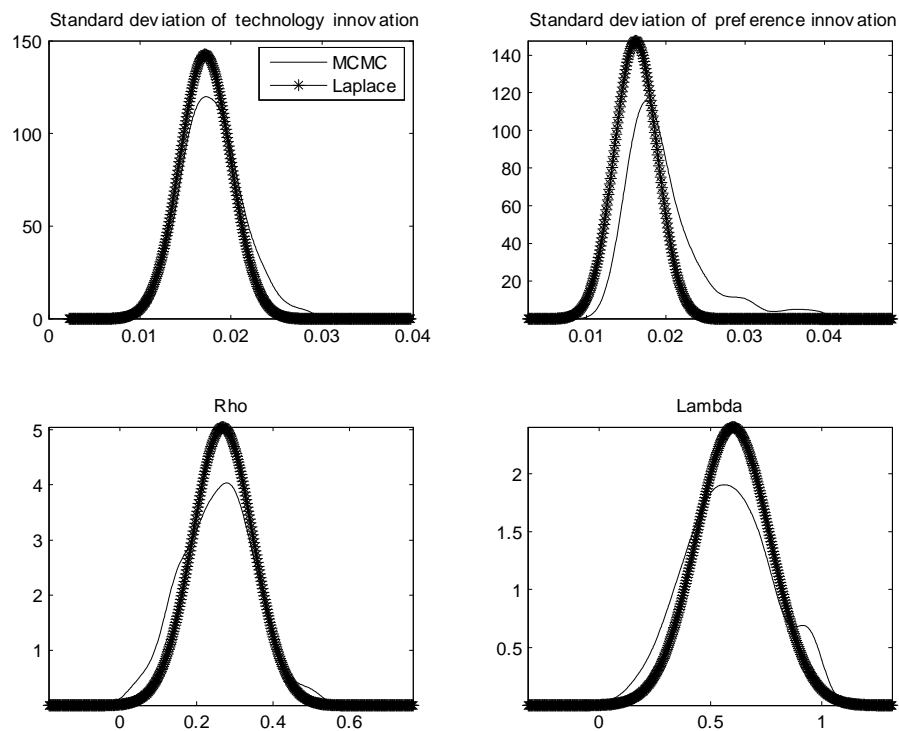 Standard deviation of technology innovation
Standard deviation of preference innovation
150
100
50
0
MCMC
Laplace
0 0.01 0.02 0.03 0.04
140
120
100
80
60
40
20
0.01 0.02 0.03 0.04
Rho
5
4
3
2
1
0 0.2 0.4 0.6
Lambda
2
1.5
1
0.5
0 0.5 1